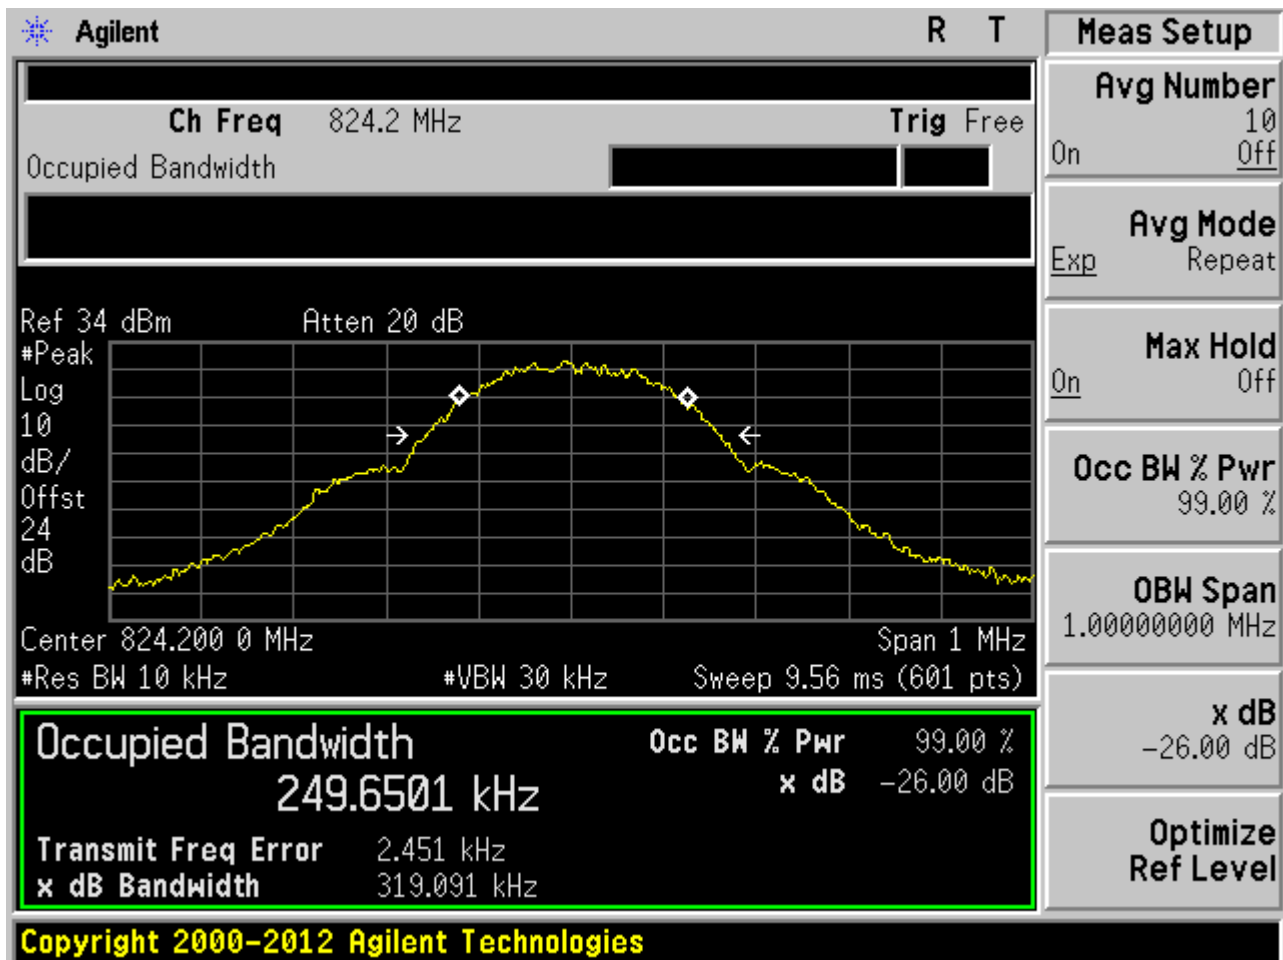 Agilent R T
Ch Freq 824.2 MHz Trig Free
Occupied Bandwidth
Ref 34 dBm Atten 20 dB
#Peak
Log
10
dB/
Offst
24
dB
Center 824.200 0 MHz Span 1 MHz
#Res BW 10 kHz #VBW 30 kHz Sweep 9.56 ms (601 pts)
Occupied Bandwidth Occ BW % Pwr 99.00 %
249.6501 kHz x dB -26.00 dB
Transmit Freq Error 2.451 kHz
x dB Bandwidth 319.091 kHz
Copyright 2000-2012 Agilent Technologies
Meas Setup
Avg Number
10
On Off
Avg Mode
Exp Repeat
Max Hold
On Off
Occ BW % Pwr
99.00 %
OBW Span
1.00000000 MHz
x dB
-26.00 dB
Optimize
Ref Level